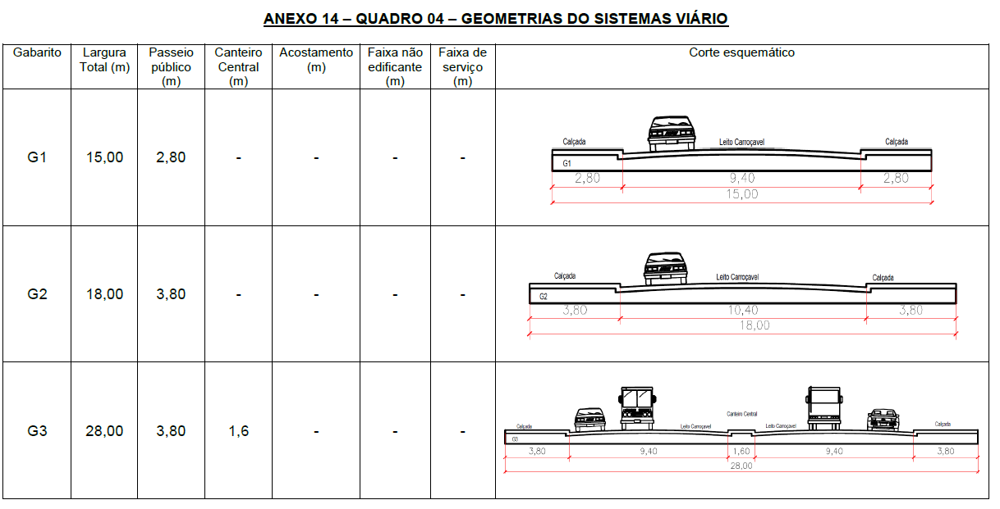 ANEXO 14 – QUADRO 04 – GEOMETRIAS DO SISTEMAS VIÁRIO
Gabarito
Largura
Total (m)
Passeio
público
(m)
Canteiro
Central
(m)
Acostamento
(m)
Faixa não
edificante
(m)
Faixa de
serviço
(m)
Corte esquemático
G1
15,00
2,80
-
-
-
-
Calçada
Leito Carroçavel
Calçada
G1
2,80
9,40
2,80
15,00
G2
18,00
3,80
-
-
-
-
Calçada
Leito Carroçavel
Calçada
G2
3,80
10,40
3,80
18,00
G3
28,00
3,80
1,6
-
-
-
Canteiro Central
Calçada
Leito Carroçavel
Leito Carroçavel
Calçada
G3
3,80
9,40
1,60
9,40
3,80
28,00